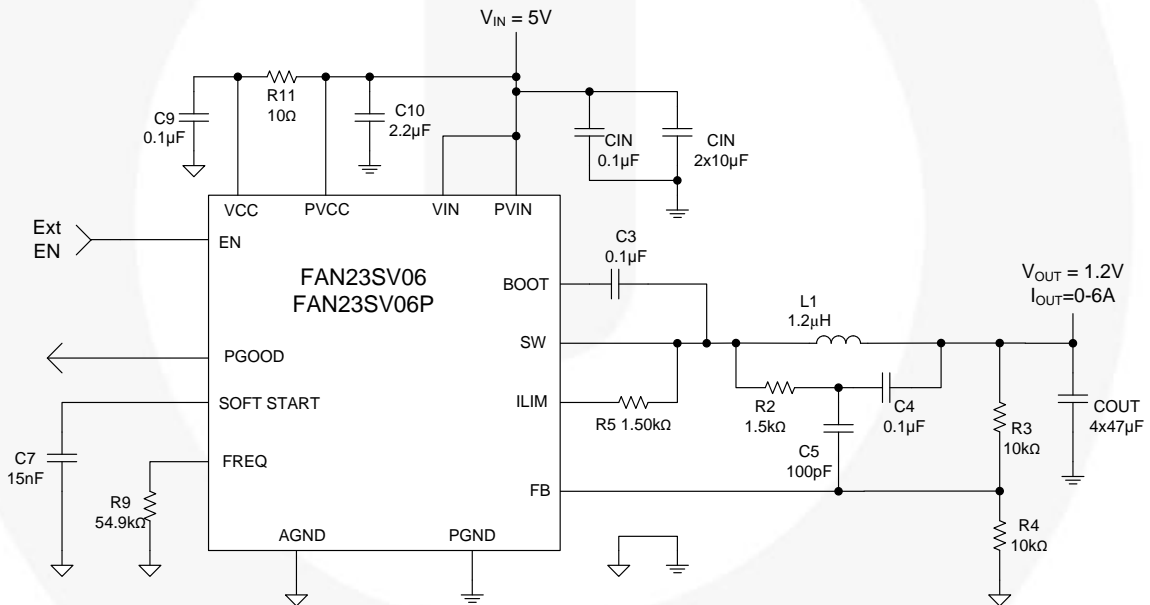 V_IN = 5V
R11
10Ω
C9
0.1µF
C10
2.2µF
CIN
0.1µF
CIN
2x10µF
VCC
PVCC
VIN
PVIN
Ext
EN
EN
FAN23SV06
FAN23SV06P
C3
0.1µF
BOOT
V_OUT = 1.2V
I_OUT=0-6A
L1
1.2µH
SW
PGOOD
SOFT START
ILIM
R5 1.50kΩ
R2
1.5kΩ
C4
0.1µF
R3
10kΩ
COUT
4x47µF
C7
15nF
FREQ
C5
100pF
R9
54.9kΩ
FB
AGND
PGND
R4
10kΩ